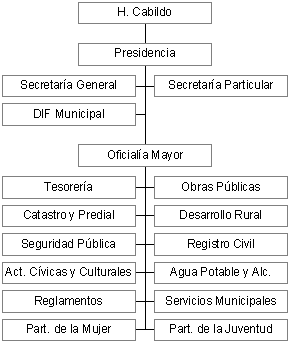 H. Cabildo
Presidencia
Secretaría General
Secretaría Particular
DIF Municipal
Oficialía Mayor
Tesorería
Obras Públicas
Catastro y Predial
Desarrollo Rural
Seguridad Pública
Registro Civil
Act. Cívicas y Culturales
Agua Potable y Alc.
Reglamentos
Servicios Municipales
Part. de la Mujer
Part. de la Juventud